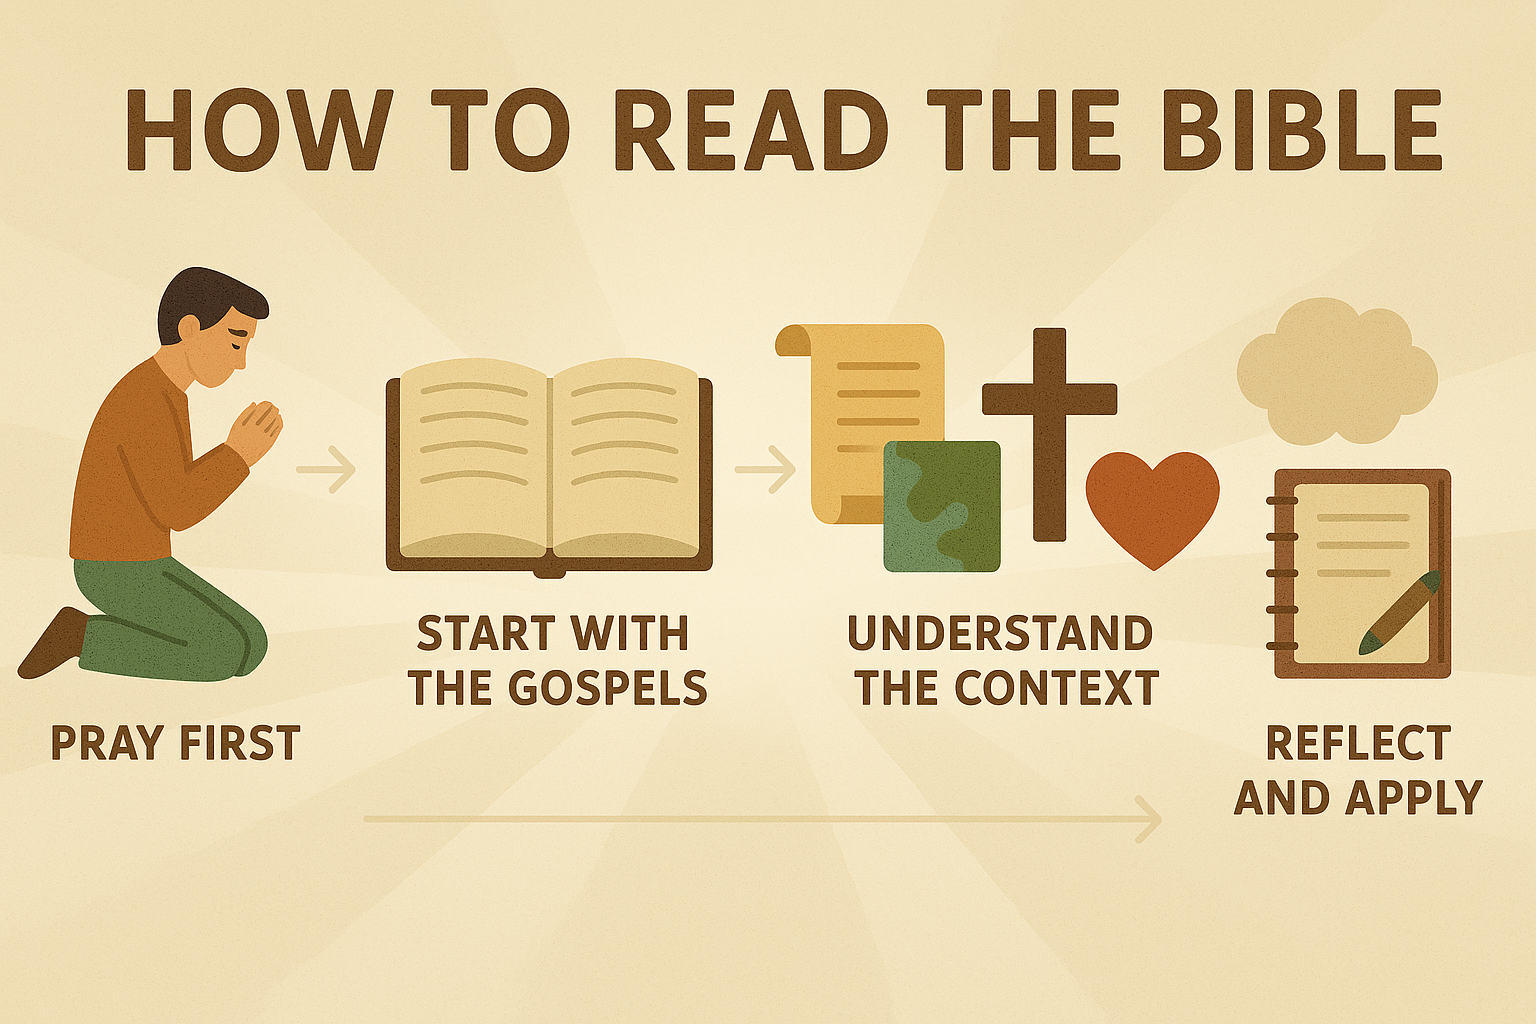 HOW TO READ THE BIBLE
PRAY FIRST
START WITH
THE GOSPELS
UNDERSTAND
THE CONTEXT
REFLECT
AND APPLY